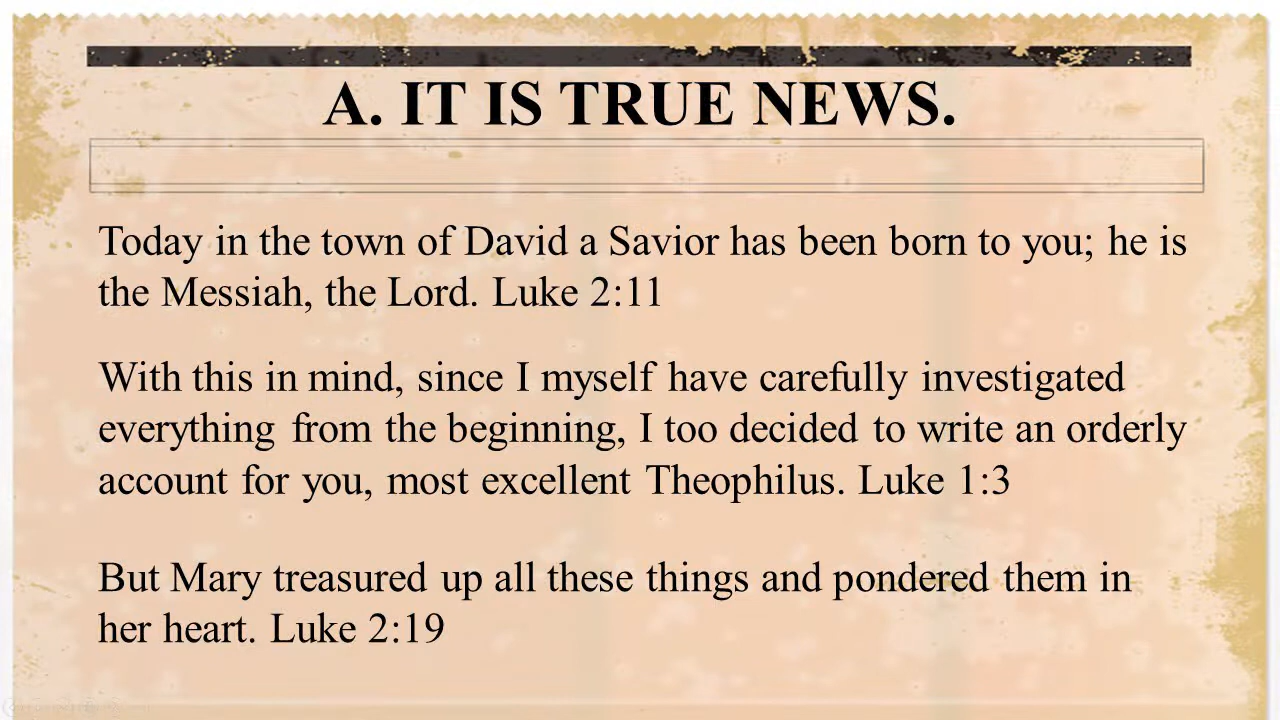 A. IT IS TRUE NEWS.
Today in the town of David a Savior has been born to you; he is
the Messiah, the Lord. Luke 2:11
With this in mind, since I myself have carefully investigated
everything from the beginning, I too decided to write an orderly
account for you, most excellent Theophilus. Luke 1:3
But Mary treasured up all these things and pondered them in
her heart. Luke 2:19